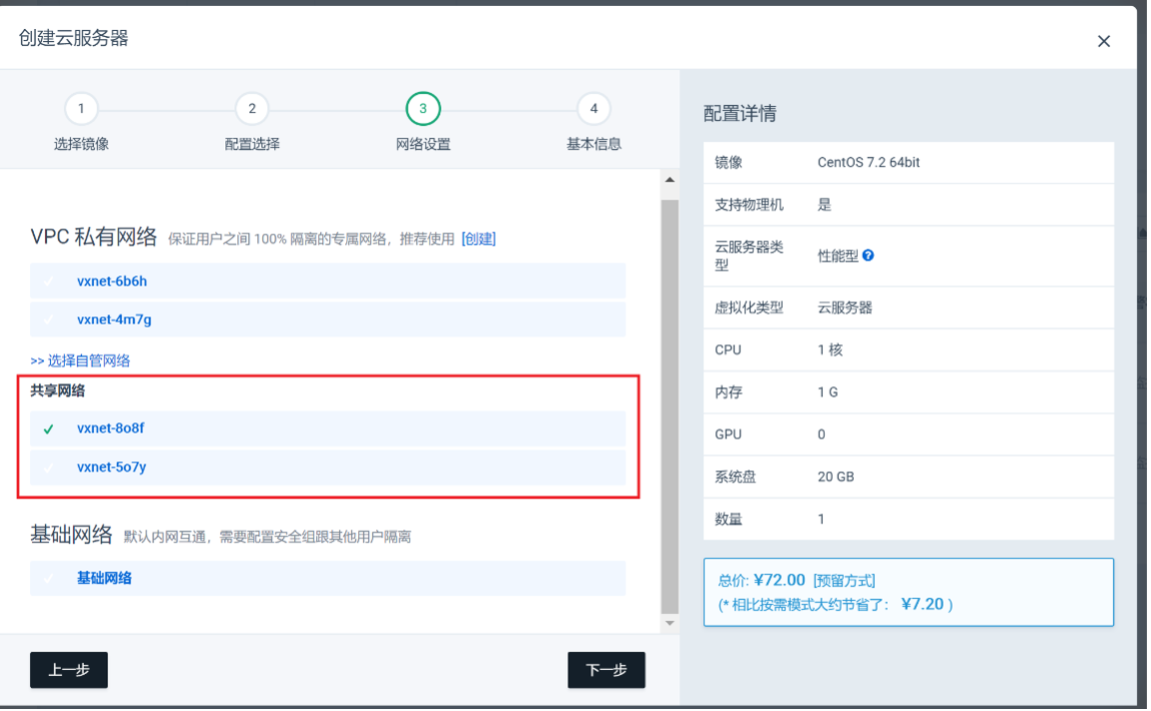 创建云服务器
1
2
3
4
选择镜像
配置选择
网络设置
基本信息
VPC 私有网络 保证用户之间 100% 隔离的专属网络，推荐使用 [创建]
vxnet-6b6h
vxnet-4m7g
>> 选择自管网络
共享网络
vxnet-8o8f
vxnet-5o7y
基础网络 默认内网互通，需要配置安全组跟其他用户隔离
基础网络
上一步
下一步
配置详情
镜像 CentOS 7.2 64bit
支持物理机 是
云服务器类
型
性能型
虚拟化类型 云服务器
CPU 1 核
内存 1 G
GPU 0
系统盘 20 GB
数量 1
总价: ¥72.00 [预留方式]
(* 相比按需模式大约节省了： ¥7.20 )